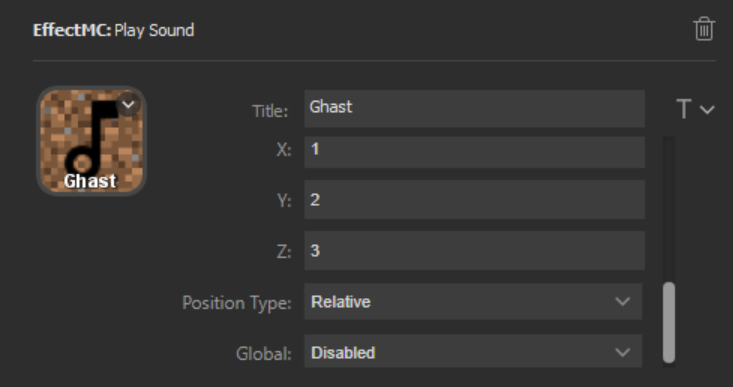 EffectMC: Play Sound
Title: Ghast
T
Ghast
X: 1
Y: 2
Z: 3
Position Type: Relative
Global: Disabled